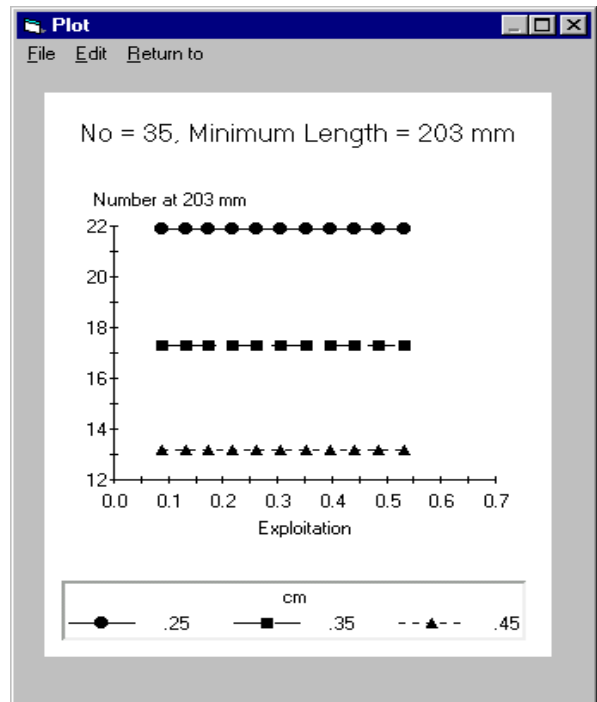 Plot
File Edit Return to
No = 35, Minimum Length = 203 mm
Number at 203 mm
22
20
18
16
14
12
0.0 0.1 0.2 0.3 0.4 0.5 0.6 0.7
Exploitation
cm
.25 .35 .45